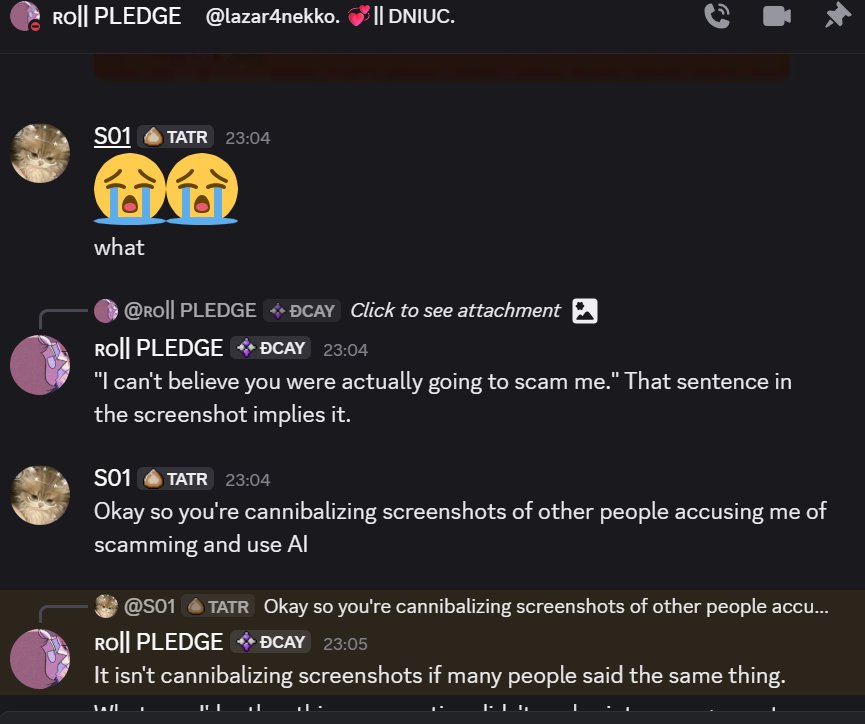 ʀᴏ|| PLEDGE @lazar4nekko. 💞|| DNIUC.
S01 TATR 23:04
😭😭
what
@ʀᴏ|| PLEDGE ÐCAY Click to see attachment
ʀᴏ|| PLEDGE ÐCAY 23:04
"I can't believe you were actually going to scam me." That sentence in
the screenshot implies it.
S01 TATR 23:04
Okay so you're cannibalizing screenshots of other people accusing me of
scamming and use AI
@S01 TATR Okay so you're cannibalizing screenshots of other people accu...
ʀᴏ|| PLEDGE ÐCAY 23:05
It isn't cannibalizing screenshots if many people said the same thing.